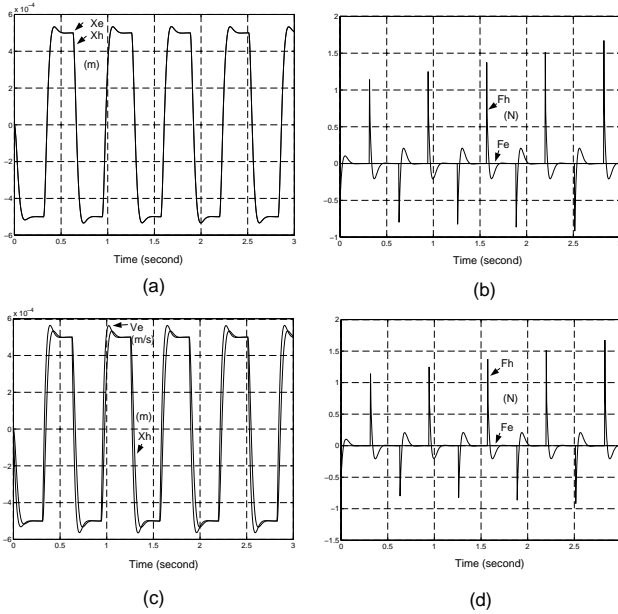 x 10⁻⁴
6
4
2
0
-2
-4
-6
Xe
Xh
(m)
0
0.5
1
1.5
2
2.5
3
Time (second)
(a)
2
1.5
1
0.5
0
-0.5
-1
Fh
(N)
Fe
0
0.5
1
1.5
2
2.5
Time (second)
(b)
x 10⁻⁴
6
4
2
0
-2
-4
-6
Ve
(m/s)
(m)
Xh
0
0.5
1
1.5
2
2.5
3
Time (second)
(c)
2
1.5
1
0.5
0
-0.5
-1
-1.5
Fh
(N)
Fe
0
0.5
1
1.5
2
2.5
Time (second)
(d)